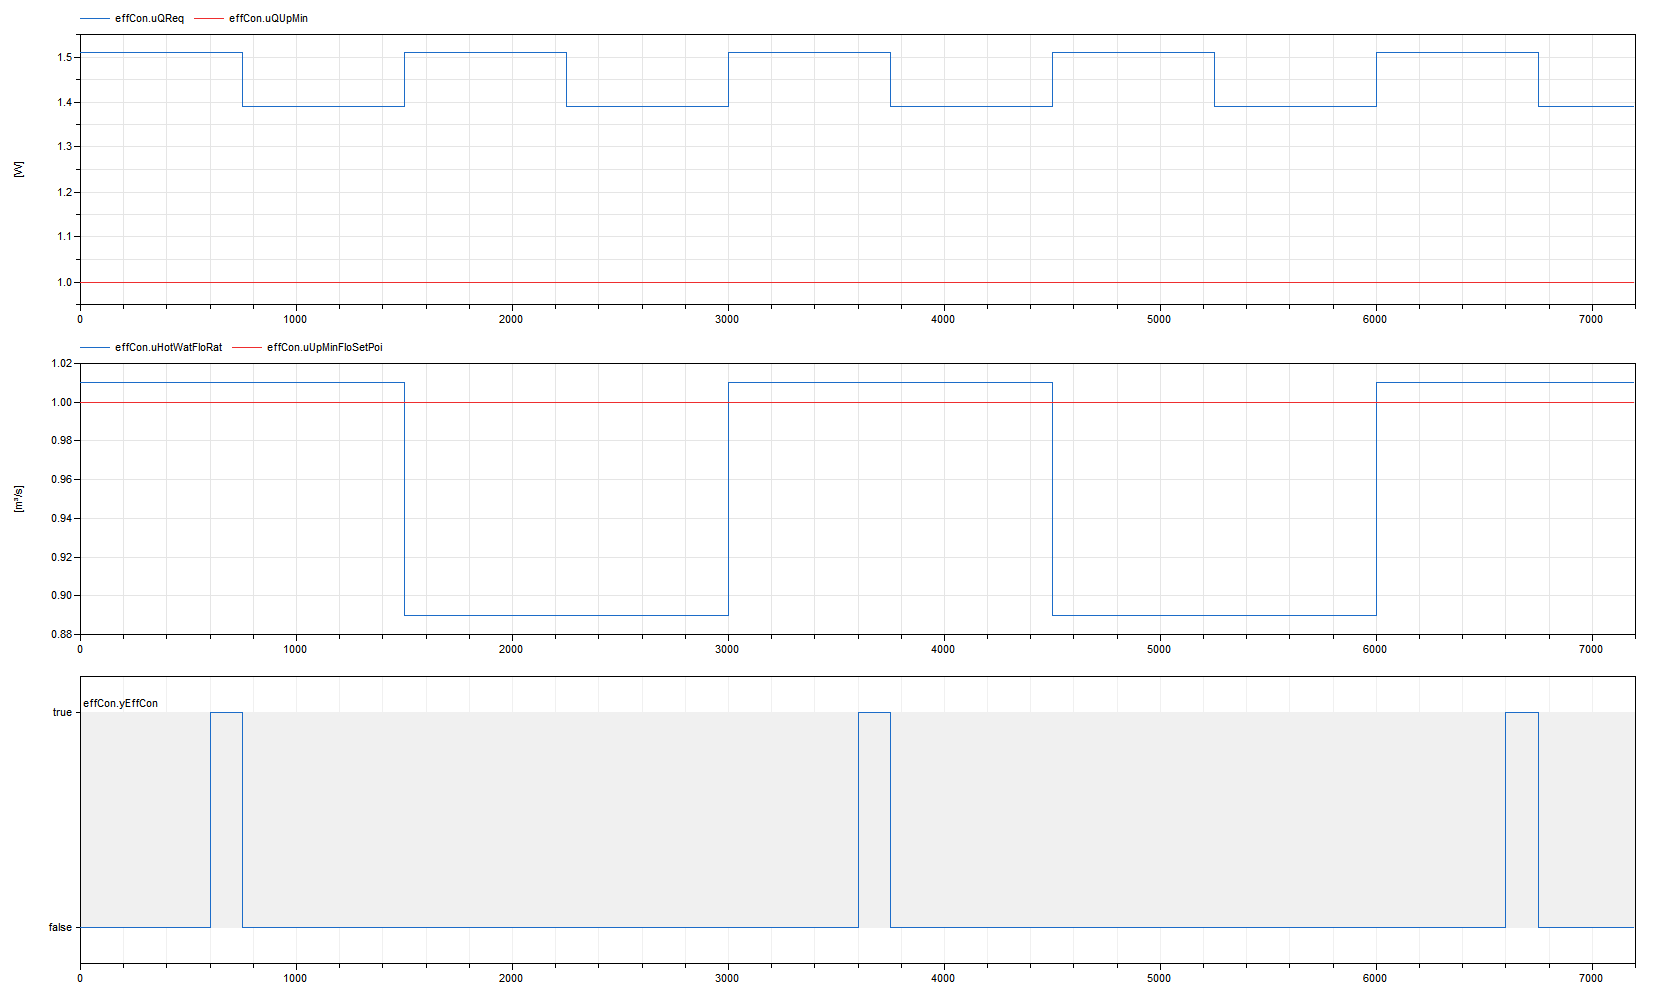 effCon.uQReq effCon.uQUpMin
1.5
1.4
1.3
1.2
1.1
1.0
[W]
0 1000 2000 3000 4000 5000 6000 7000
effCon.uHotWatFloRat effCon.uUpMinFloSetPoi
1.02
1.00
0.98
0.96
0.94
0.92
0.90
0.88
[m³/s]
0 1000 2000 3000 4000 5000 6000 7000
effCon.yEffCon
true
false
0 1000 2000 3000 4000 5000 6000 7000